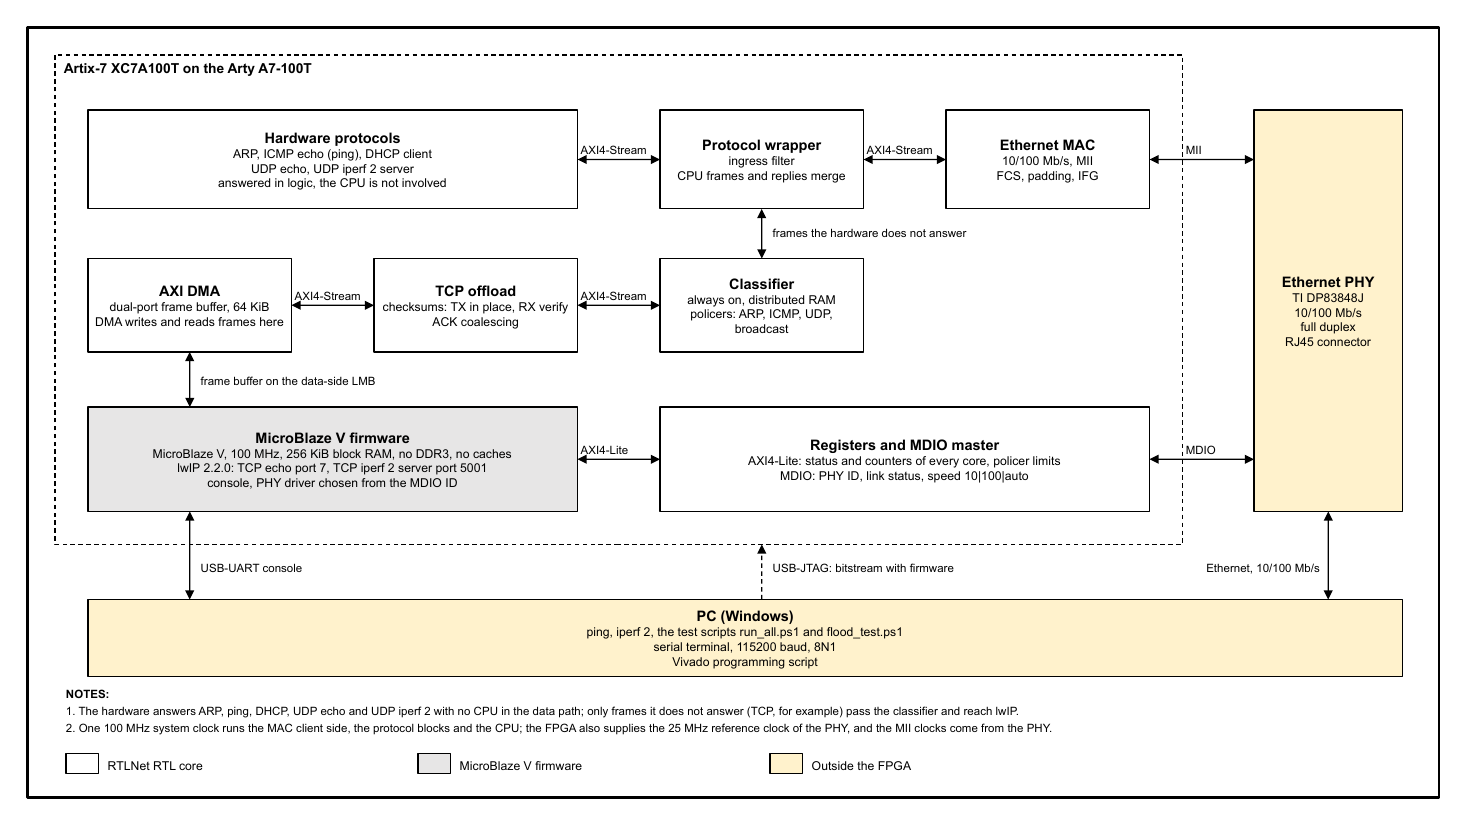 Artix-7 XC7A100T on the Arty A7-100T
Hardware protocols
ARP, ICMP echo (ping), DHCP client
UDP echo, UDP iperf 2 server
answered in logic, the CPU is not involved
AXI4-Stream
Protocol wrapper
ingress filter
CPU frames and replies merge
AXI4-Stream
Ethernet MAC
10/100 Mb/s, MII
FCS, padding, IFG
MII
Ethernet PHY
TI DP83848J
10/100 Mb/s
full duplex
RJ45 connector
frames the hardware does not answer
AXI DMA
dual-port frame buffer, 64 KiB
DMA writes and reads frames here
AXI4-Stream
TCP offload
checksums: TX in place, RX verify
ACK coalescing
AXI4-Stream
Classifier
always on, distributed RAM
policers: ARP, ICMP, UDP,
broadcast
frame buffer on the data-side LMB
MicroBlaze V firmware
MicroBlaze V, 100 MHz, 256 KiB block RAM, no DDR3, no caches
lwIP 2.2.0: TCP echo port 7, TCP iperf 2 server port 5001
console, PHY driver chosen from the MDIO ID
AXI4-Lite
Registers and MDIO master
AXI4-Lite: status and counters of every core, policer limits
MDIO: PHY ID, link status, speed 10|100|auto
MDIO
USB-UART console
USB-JTAG: bitstream with firmware
Ethernet, 10/100 Mb/s
PC (Windows)
ping, iperf 2, the test scripts run_all.ps1 and flood_test.ps1
serial terminal, 115200 baud, 8N1
Vivado programming script
NOTES:
1. The hardware answers ARP, ping, DHCP, UDP echo and UDP iperf 2 with no CPU in the data path; only frames it does not answer (TCP, for example) pass the classifier and reach lwIP.
2. One 100 MHz system clock runs the MAC client side, the protocol blocks and the CPU; the FPGA also supplies the 25 MHz reference clock of the PHY, and the MII clocks come from the PHY.
RTLNet RTL core
MicroBlaze V firmware
Outside the FPGA